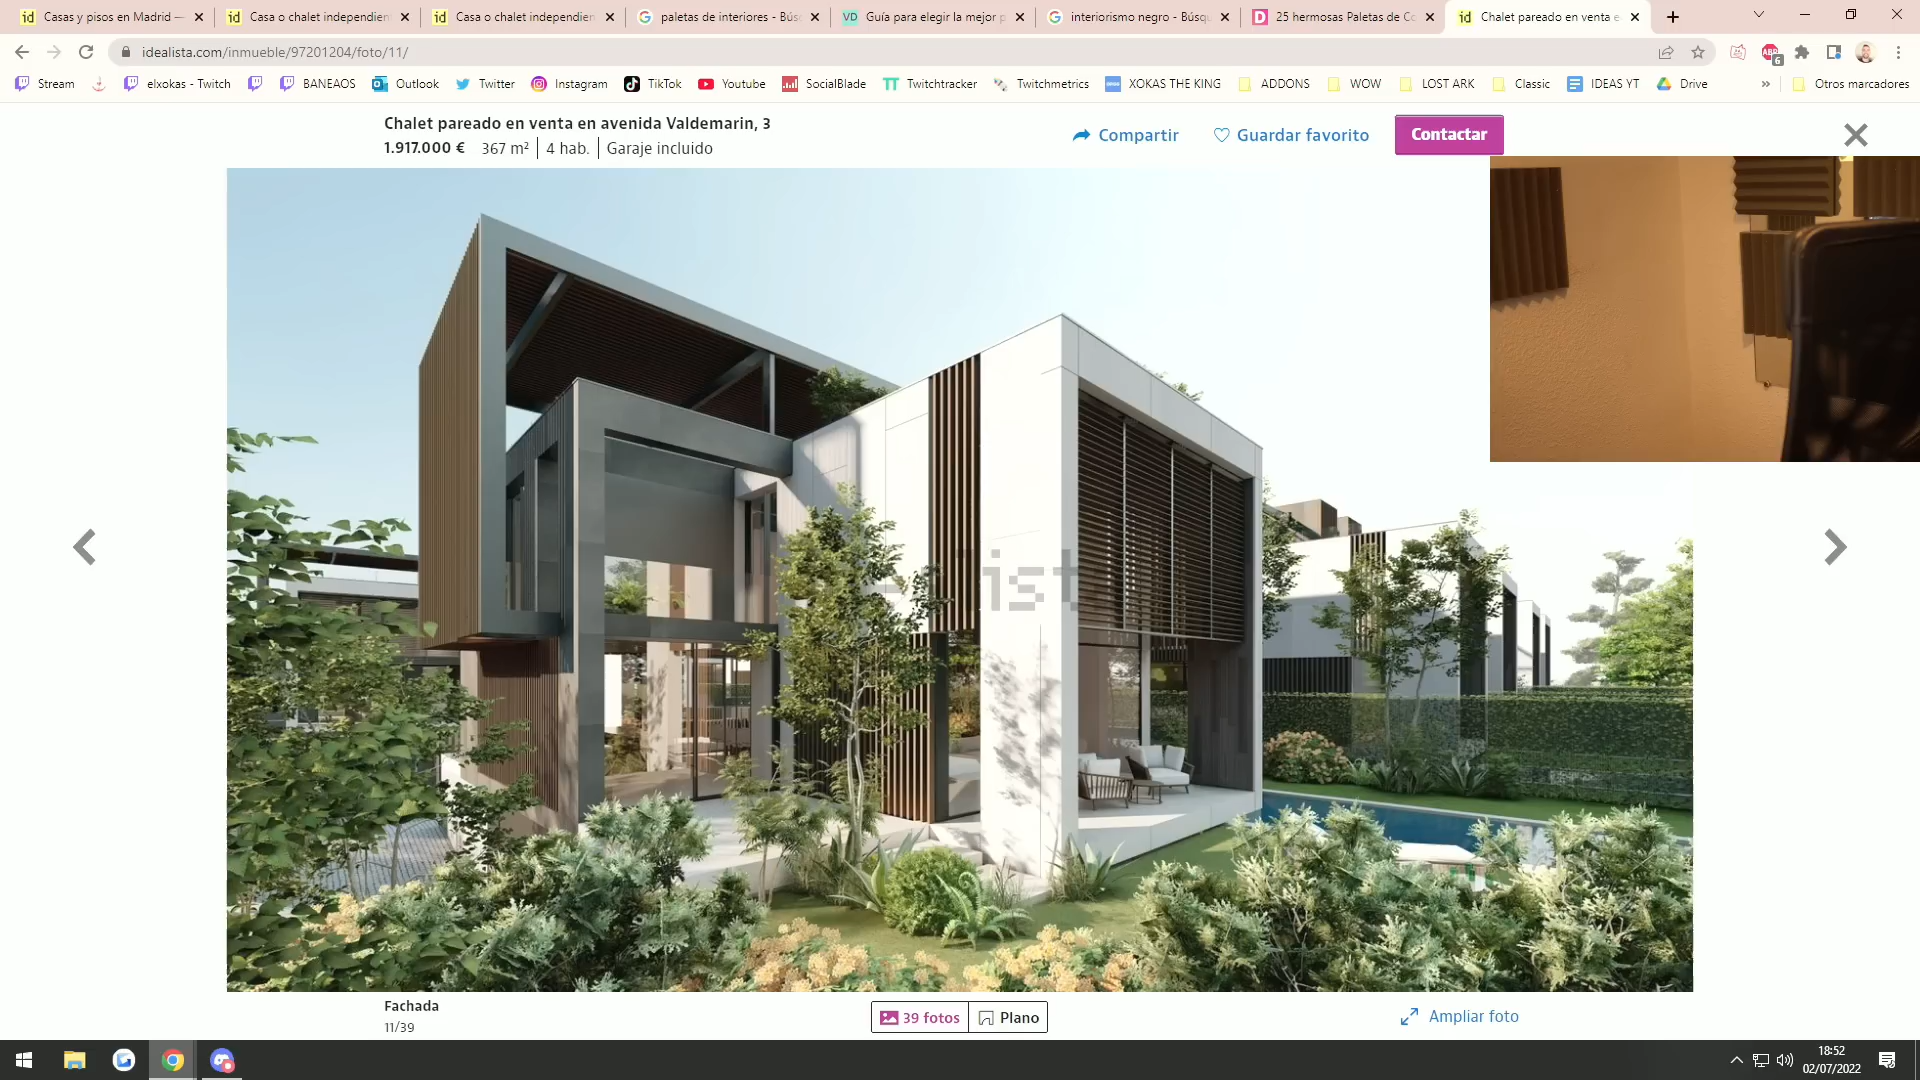 Casas y pisos en Madrid —
Casa o chalet independien
Casa o chalet independien
paletas de interiores - Bús
Guía para elegir la mejor p
interiorismo negro - Búsqu
25 hermosas Paletas de Co
Chalet pareado en venta e
idealista.com/inmueble/97201204/foto/11/
Stream
elxokas - Twitch
BANEAOS
Outlook
Twitter
Instagram
TikTok
Youtube
SocialBlade
Twitchtracker
Twitchmetrics
XOKAS THE KING
ADDONS
WOW
LOST ARK
Classic
IDEAS YT
Drive
Otros marcadores
Chalet pareado en venta en avenida Valdemarin, 3
1.917.000 € 367 m² 4 hab. Garaje incluido
Compartir
Guardar favorito
Contactar
Fachada
11/39
39 fotos
Plano
Ampliar foto
18:52
02/07/2022